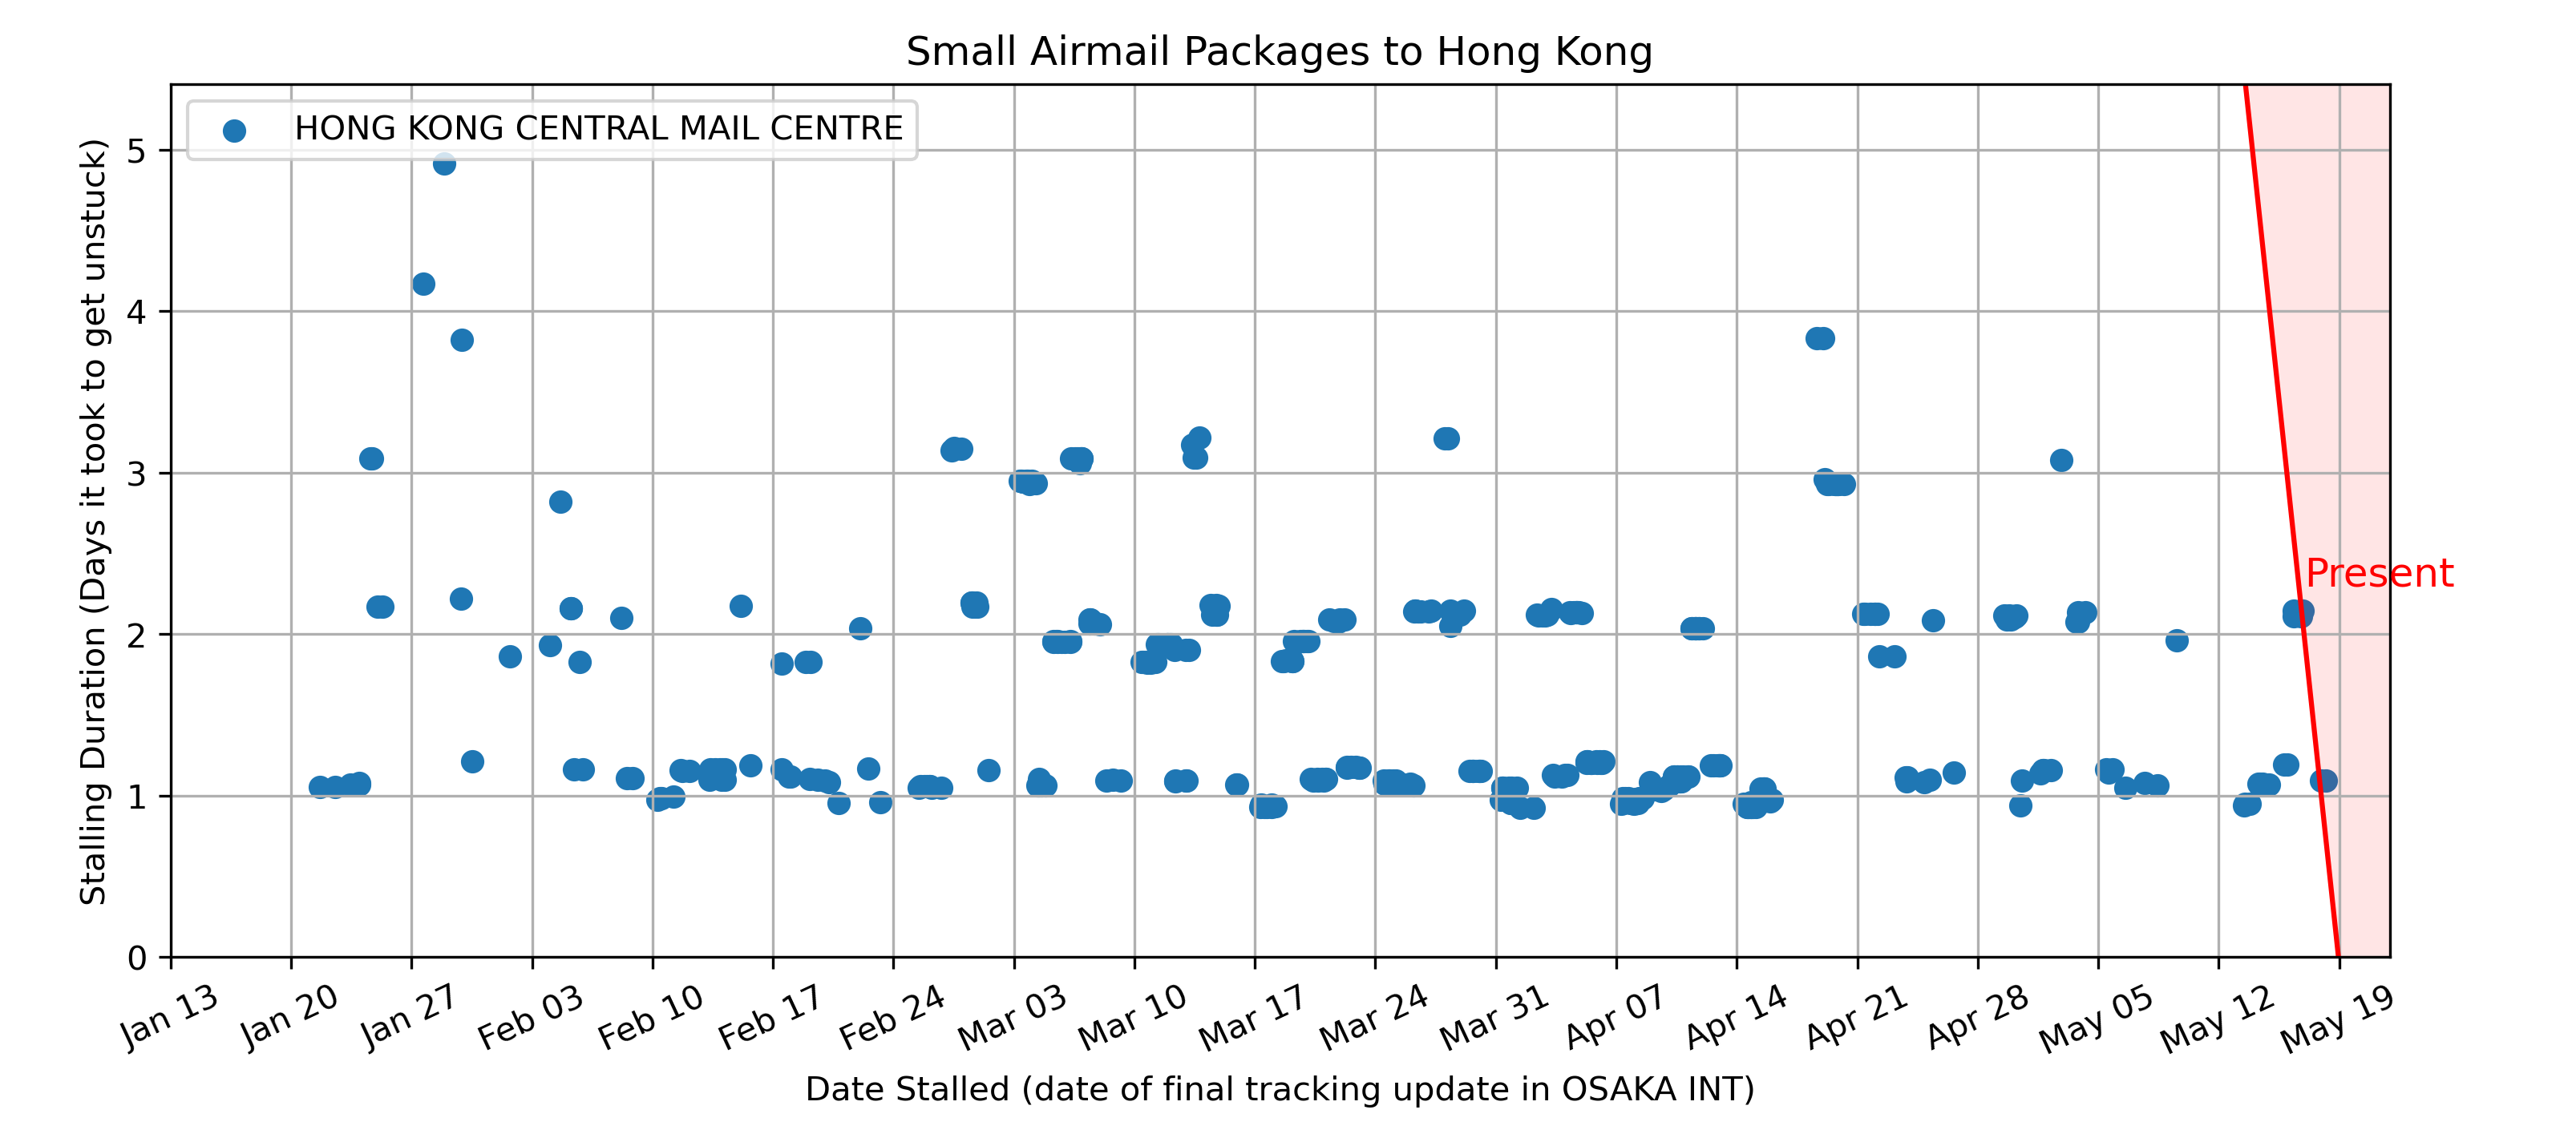 Small Airmail Packages to Hong Kong
HONG KONG CENTRAL MAIL CENTRE
Stalling Duration (Days it took to get unstuck)
5
4
3
2
1
0
Present
Jan 13
Jan 20
Jan 27
Feb 03
Feb 10
Feb 17
Feb 24
Mar 03
Mar 10
Mar 17
Mar 24
Mar 31
Apr 07
Apr 14
Apr 21
Apr 28
May 05
May 12
May 19
Date Stalled (date of final tracking update in OSAKA INT)